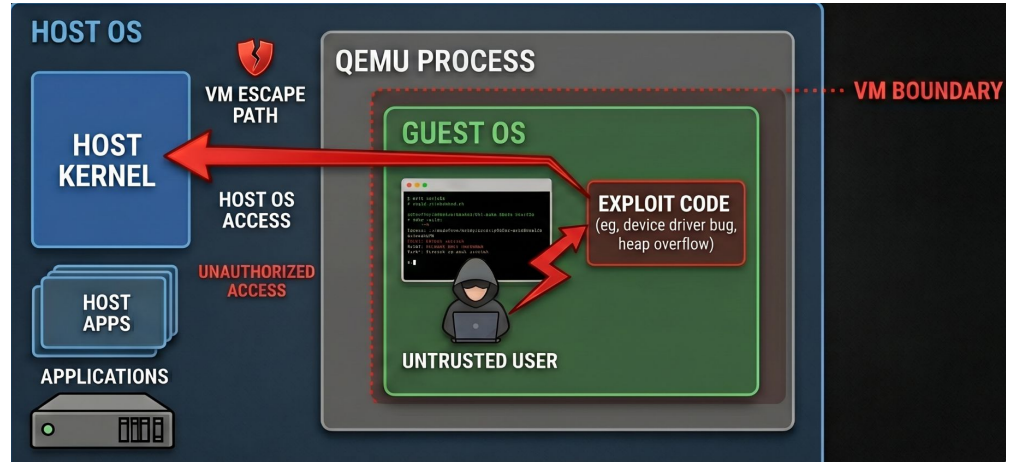 HOST OS
HOST
KERNEL
VM ESCAPE
PATH
HOST OS
ACCESS
UNAUTHORIZED
ACCESS
HOST
APPS
APPLICATIONS
QEMU PROCESS
VM BOUNDARY
GUEST OS
EXPLOIT CODE
(eg, device driver bug,
heap overflow)
UNTRUSTED USER